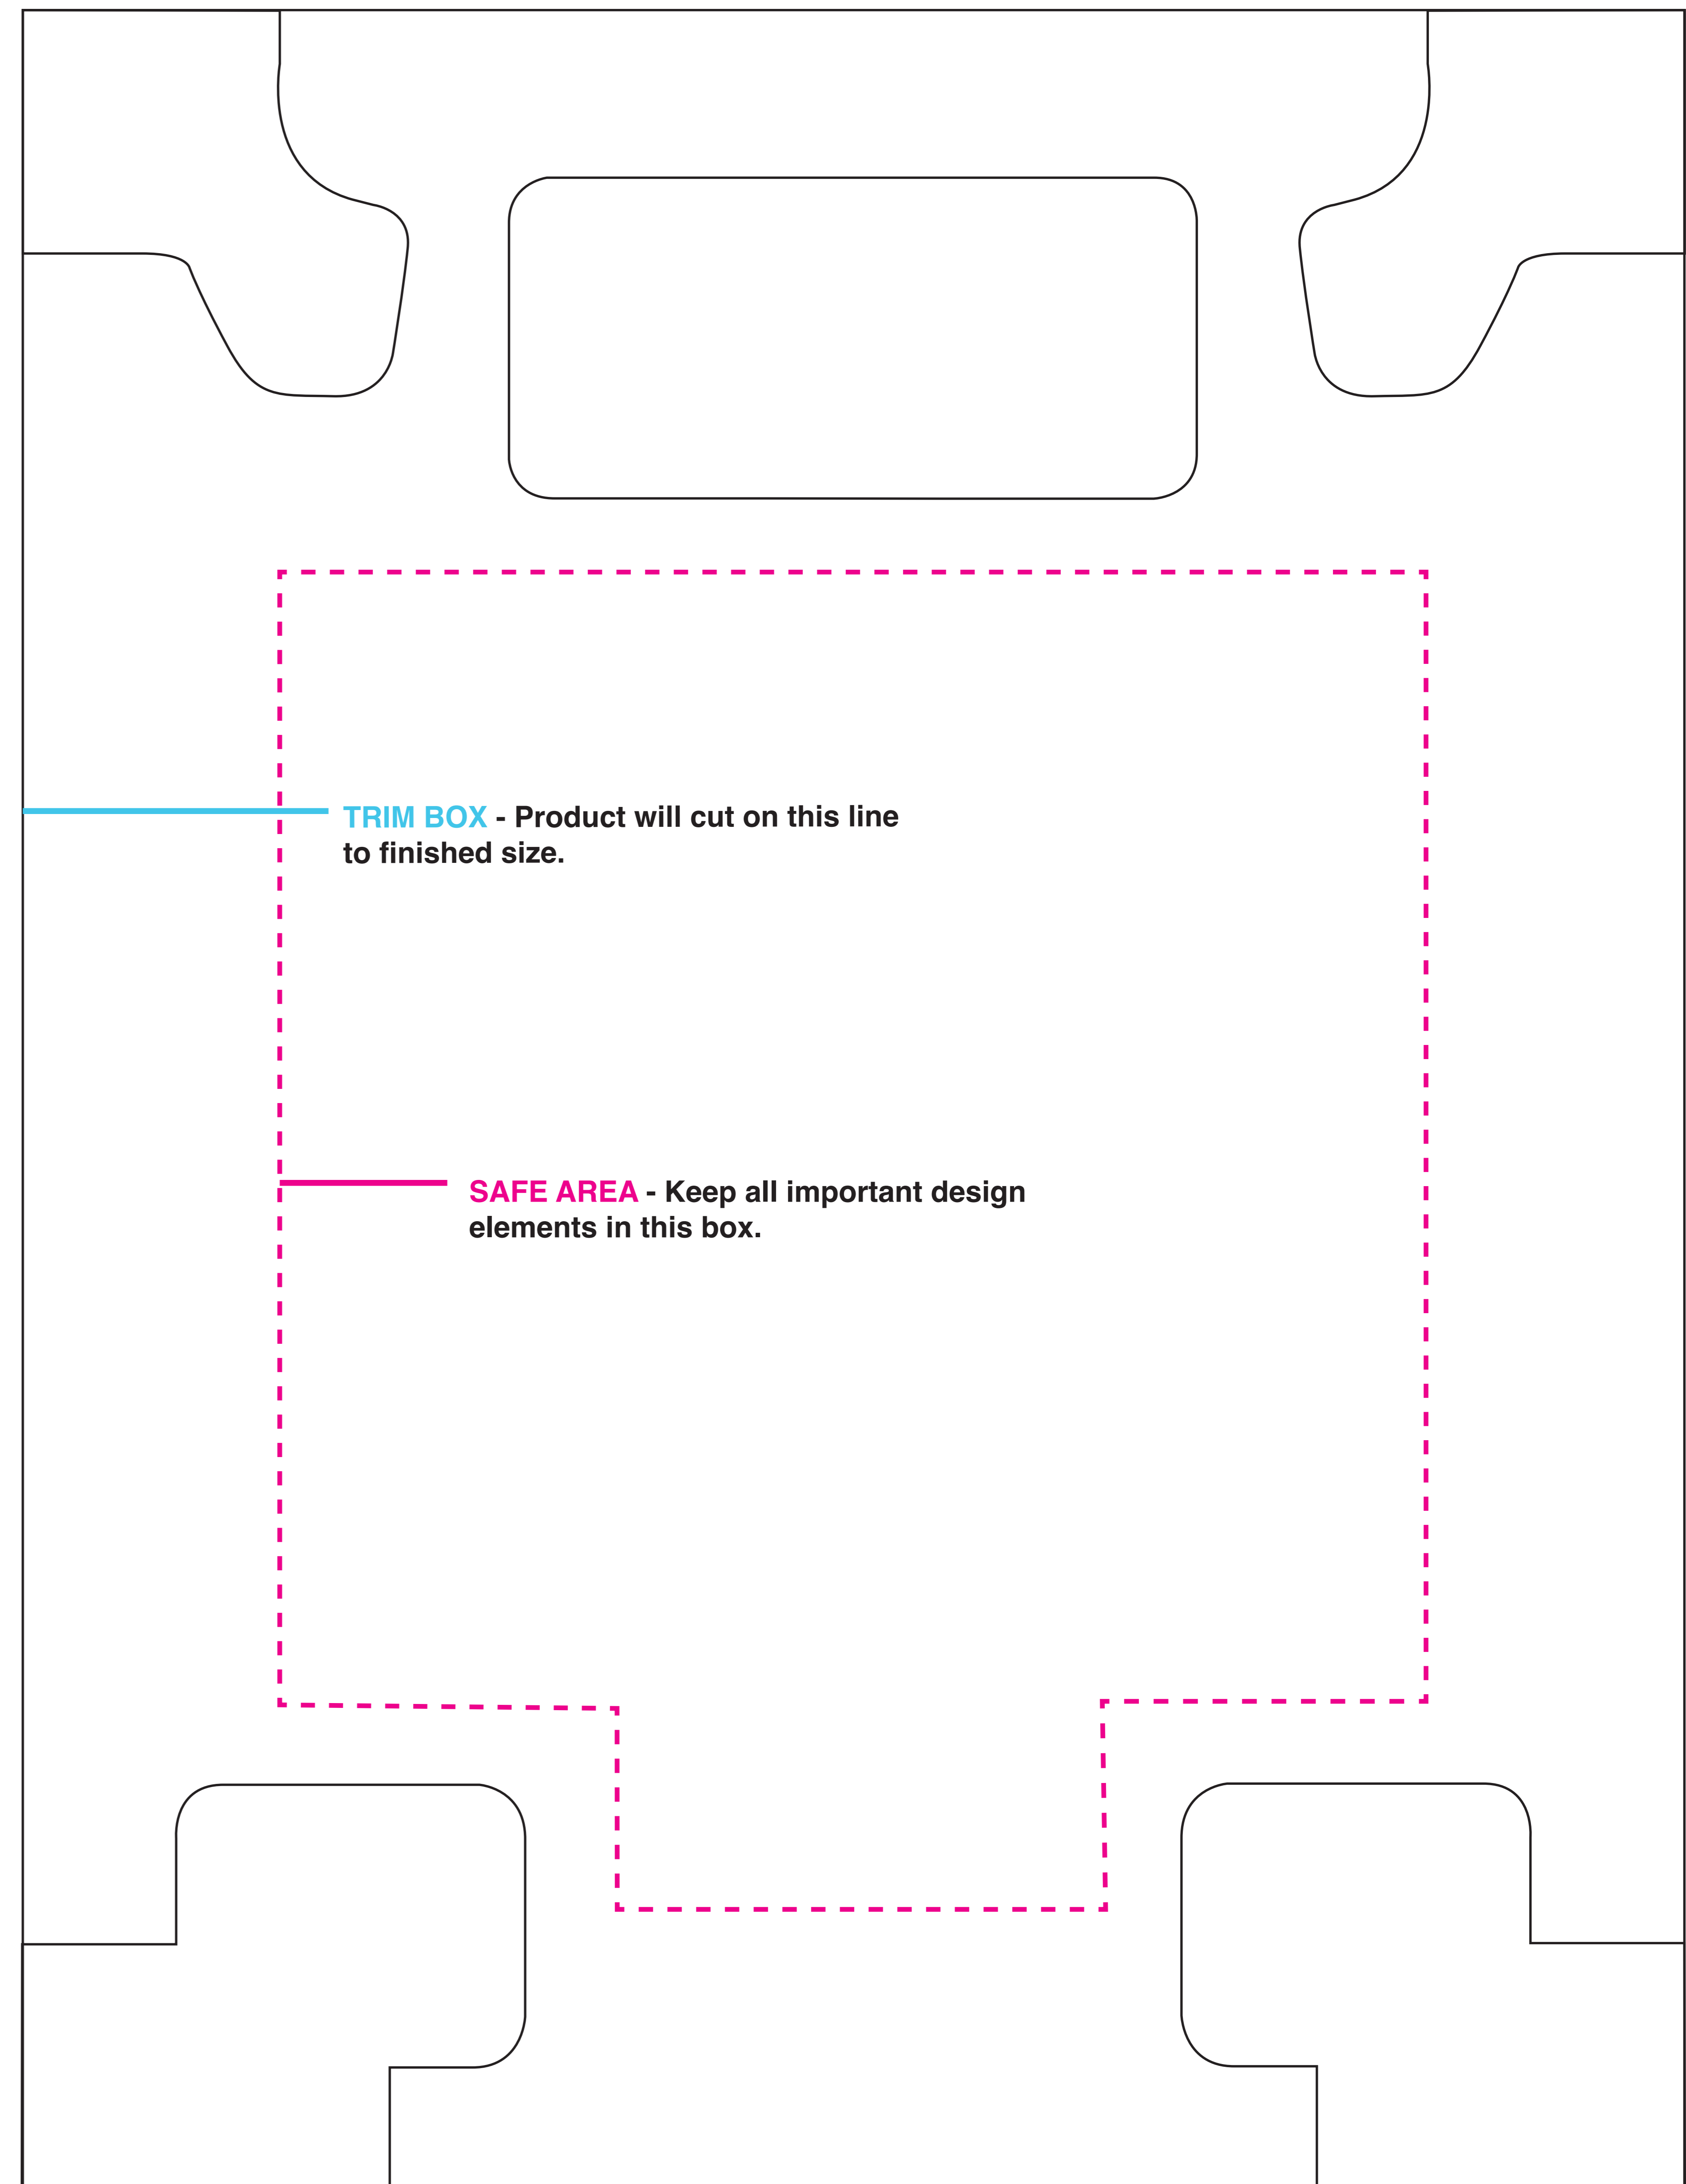 TRIM BOX - Product will cut on this line
to finished size.
SAFE AREA - Keep all important design
elements in this box.